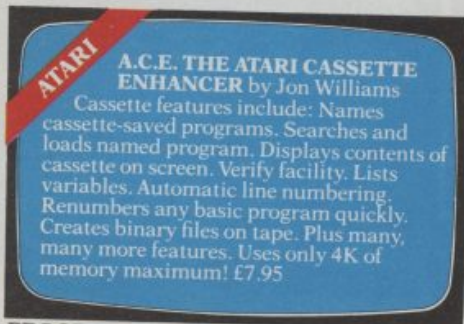 ATARI
A.C.E. THE ATARI CASSETTE
ENHANCER by Jon Williams
Cassette features include: Names
cassette-saved programs. Searches and
loads named program. Displays contents of
cassette on screen. Verify facility. Lists
variables. Automatic line numbering.
Renumbers any basic program quickly.
Creates binary files on tape. Plus many,
many more features. Uses only 4K of
memory maximum! £7.95